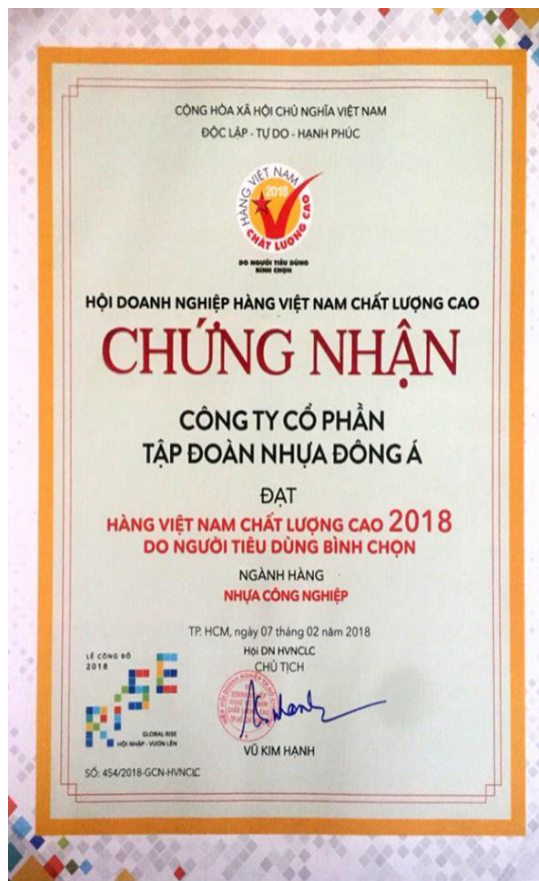 CỘNG HÒA XÃ HỘI CHỦ NGHĨA VIỆT NAM
ĐỘC LẬP - TỰ DO - HẠNH PHÚC
HÀNG VIỆT NAM
2018
CHẤT LƯỢNG CAO
DO NGƯỜI TIÊU DÙNG
BÌNH CHỌN
HỘI DOANH NGHIỆP HÀNG VIỆT NAM CHẤT LƯỢNG CAO
CHỨNG NHẬN
CÔNG TY CỔ PHẦN
TẬP ĐOÀN NHỰA ĐÔNG Á
ĐẠT
HÀNG VIỆT NAM CHẤT LƯỢNG CAO 2018
DO NGƯỜI TIÊU DÙNG BÌNH CHỌN
NGÀNH HÀNG
NHỰA CÔNG NGHIỆP
TP. HCM, ngày 07 tháng 02 năm 2018
Hội DN HVNCLC
CHỦ TỊCH
LỄ CÔNG BỐ
2018
RISE
GLOBAL RISE
HỘI NHẬP - VƯƠN LÊN
VŨ KIM HẠNH
SỐ: 454/2018-GCN-HVNCLC